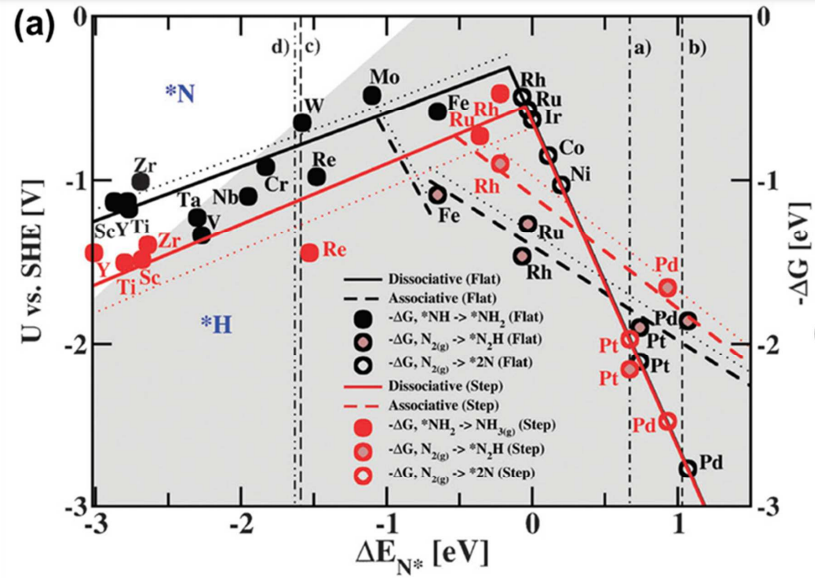 (a)
0
0
d)
c)
a)
b)
*N
Mo
W
Fe
Rh
Rh
Ru
Ru
Ir
Zr
Cr
Re
Co
Rh
Ni
-1
-1
Nb
Ta
Sc
Y
Ti
V
Fe
Ru
Rh
Zr
Y
Ti
Sc
Re
*H
Pd
Pd
Pt
Pt
Pt
Pt
Pd
Pd
-2
-2
Dissociative (Flat)
Associative (Flat)
-ΔG, *NH -> *NH2 (Flat)
-ΔG, N2(g) -> *N2H (Flat)
-ΔG, N2(g) -> *2N (Flat)
Dissociative (Step)
Associative (Step)
-ΔG, *NH2 -> NH3(g) (Step)
-ΔG, N2(g) -> *N2H (Step)
-ΔG, N2(g) -> *2N (Step)
-3
-3
-3
-2
-1
0
1
U vs. SHE [V]
-ΔG [eV]
ΔEN* [eV]